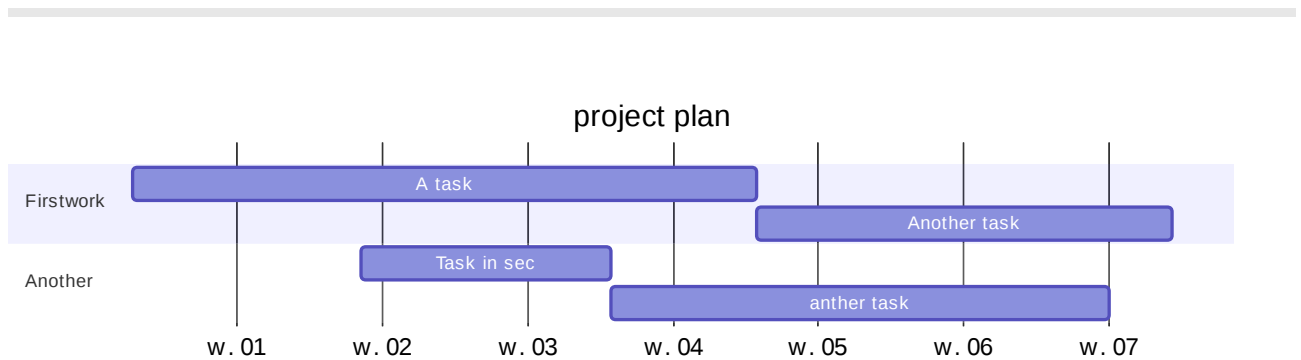 project plan
A task
Firstwork
Another task
Task in sec
Another
anther task
w. 01 w. 02 w. 03 w. 04 w. 05 w. 06 w. 07